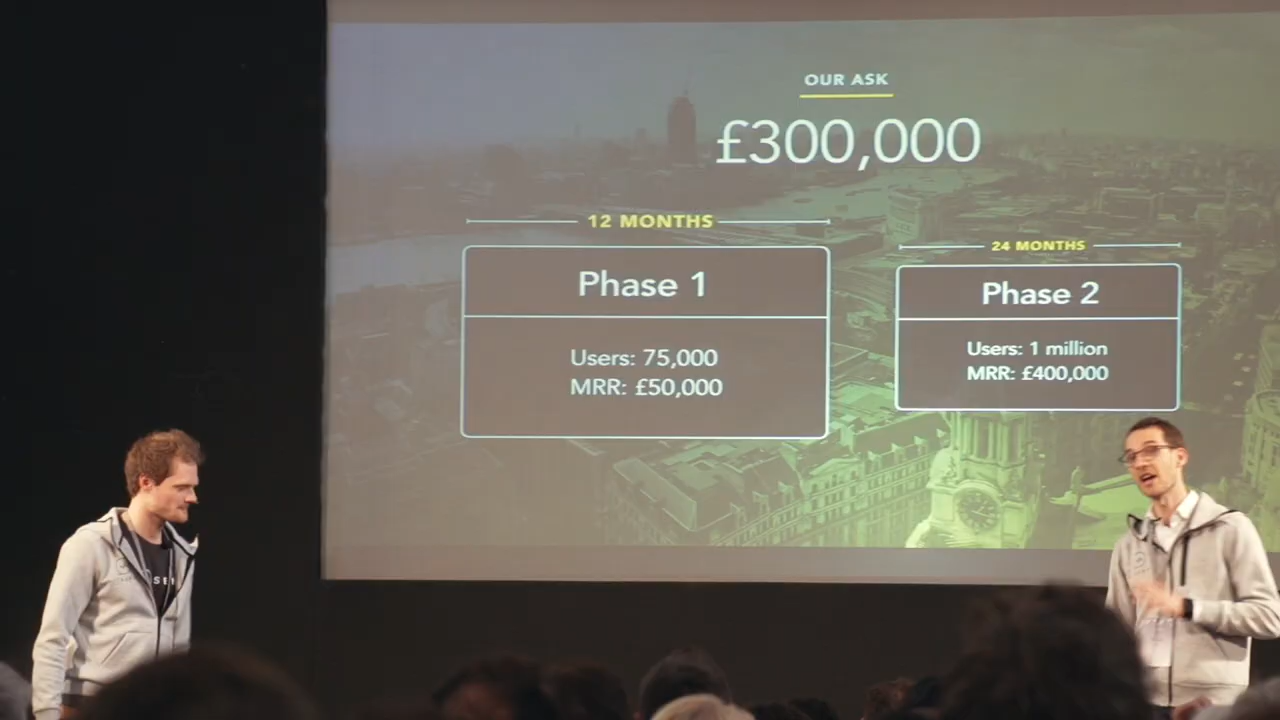 OUR ASK
£300,000
12 MONTHS
Phase 1
Users: 75,000
MRR: £50,000
24 MONTHS
Phase 2
Users: 1 million
MRR: £400,000